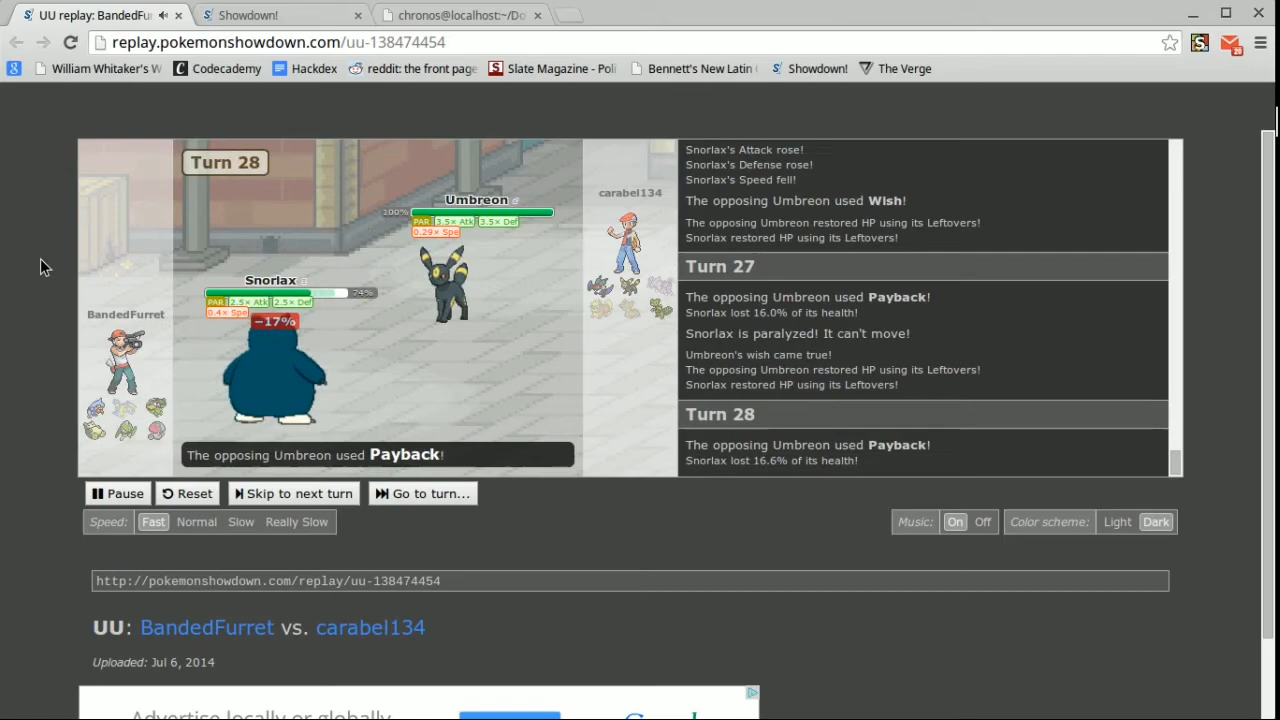 UU replay: BandedFur
Showdown!
chronos@localhost:~/Do
replay.pokemonshowdown.com/uu-138474454
20
William Whitaker's W
Codecademy
Hackdex
reddit: the front page
Slate Magazine - Poli
Bennett's New Latin
Showdown!
The Verge
Turn 28
Umbreon
100%
PAR 3.5× Atk 3.5× Def
0.29× Spe
Snorlax
74%
PAR 2.5× Atk 2.5× Def
0.4× Spe
−17%
BandedFurret
carabel134
The opposing Umbreon used Payback!
Snorlax's Attack rose!
Snorlax's Defense rose!
Snorlax's Speed fell!
The opposing Umbreon used Wish!
The opposing Umbreon restored HP using its Leftovers!
Snorlax restored HP using its Leftovers!
Turn 27
The opposing Umbreon used Payback!
Snorlax lost 16.0% of its health!
Snorlax is paralyzed! It can't move!
Umbreon's wish came true!
The opposing Umbreon restored HP using its Leftovers!
Snorlax restored HP using its Leftovers!
Turn 28
The opposing Umbreon used Payback!
Snorlax lost 16.6% of its health!
Pause
Reset
Skip to next turn
Go to turn...
Speed: Fast Normal Slow Really Slow
Music: On Off
Color scheme: Light Dark
http://pokemonshowdown.com/replay/uu-138474454
UU: BandedFurret vs. carabel134
Uploaded: Jul 6, 2014
Advertise locally or globally